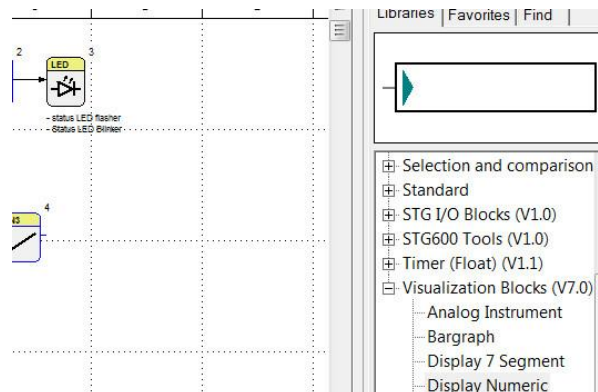 Libraries Favorites Find
2
3
LED
- status LED flasher
- Status LED Blinker
4
Selection and comparison
Standard
STG I/O Blocks (V1.0)
STG600 Tools (V1.0)
Timer (Float) (V1.1)
Visualization Blocks (V7.0)
Analog Instrument
Bargraph
Display 7 Segment
Display Numeric